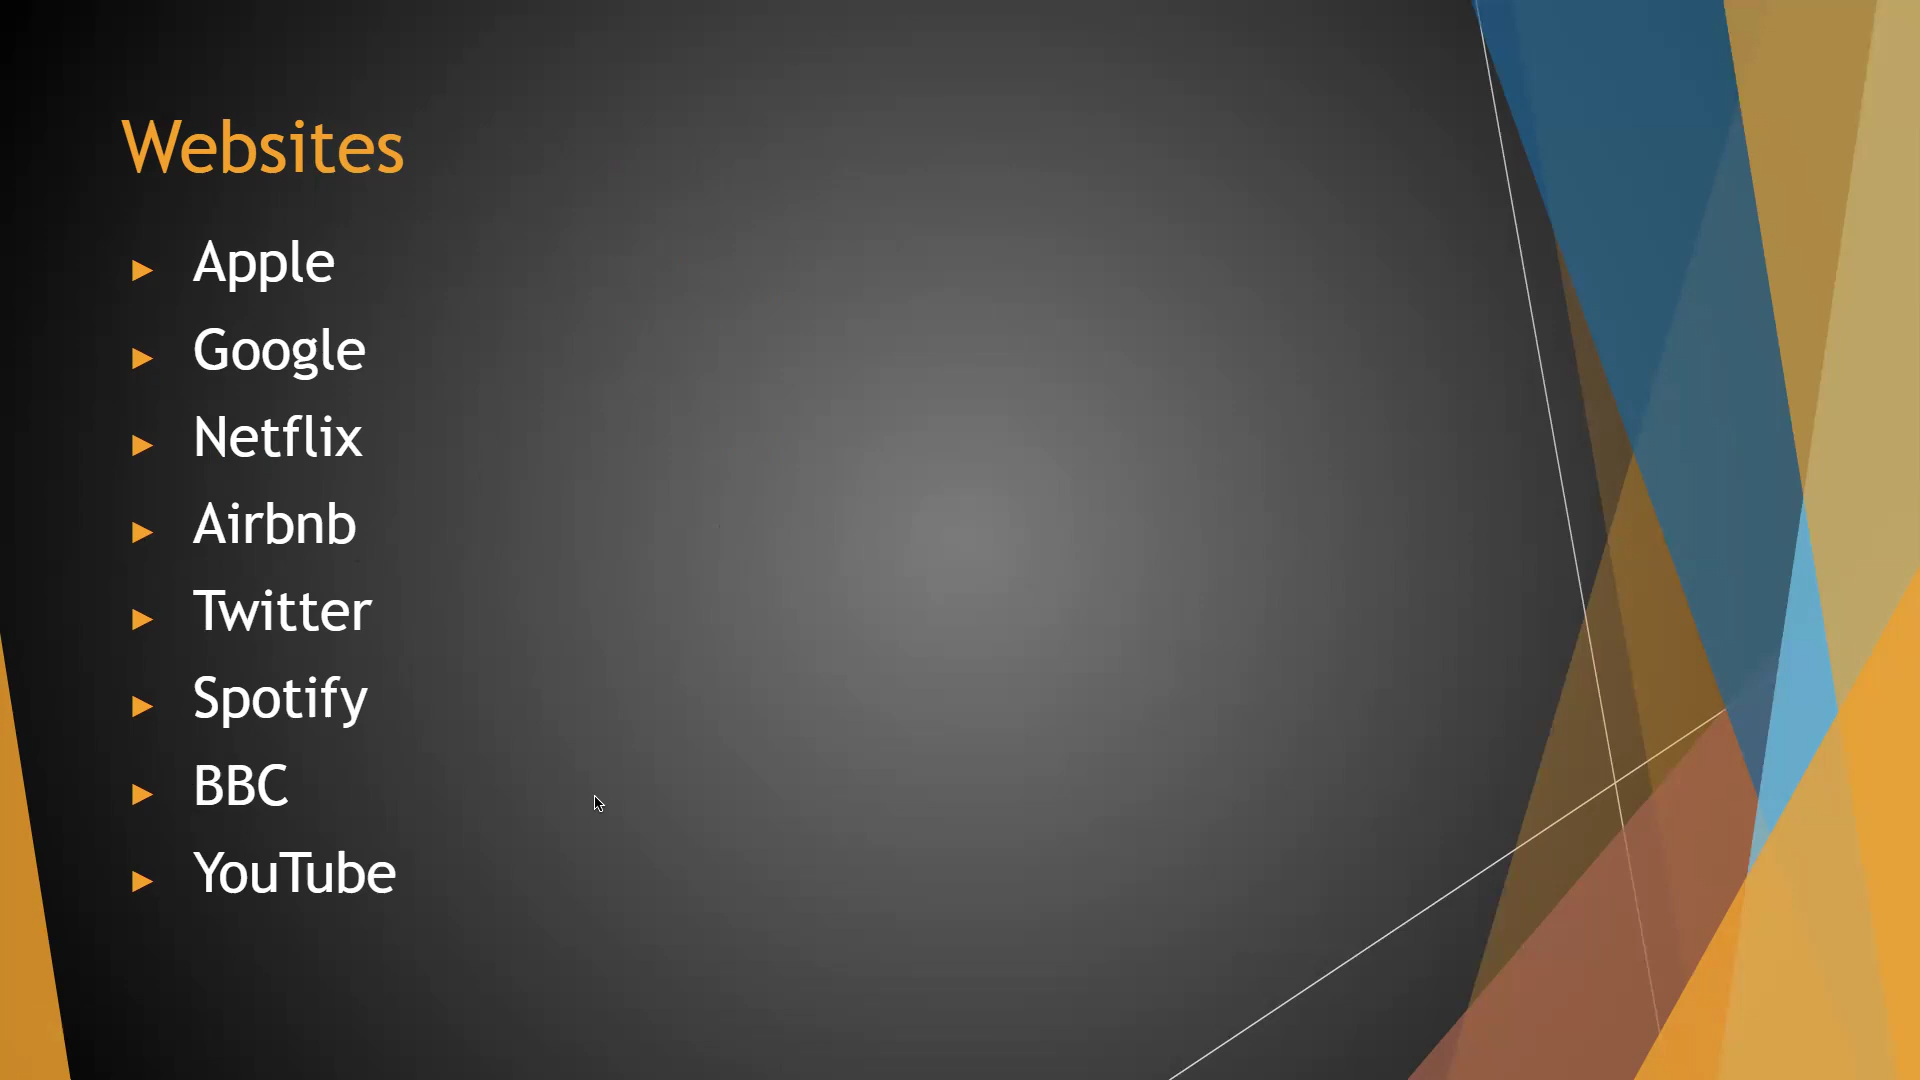 Websites
Apple
Google
Netflix
Airbnb
Twitter
Spotify
BBC
YouTube